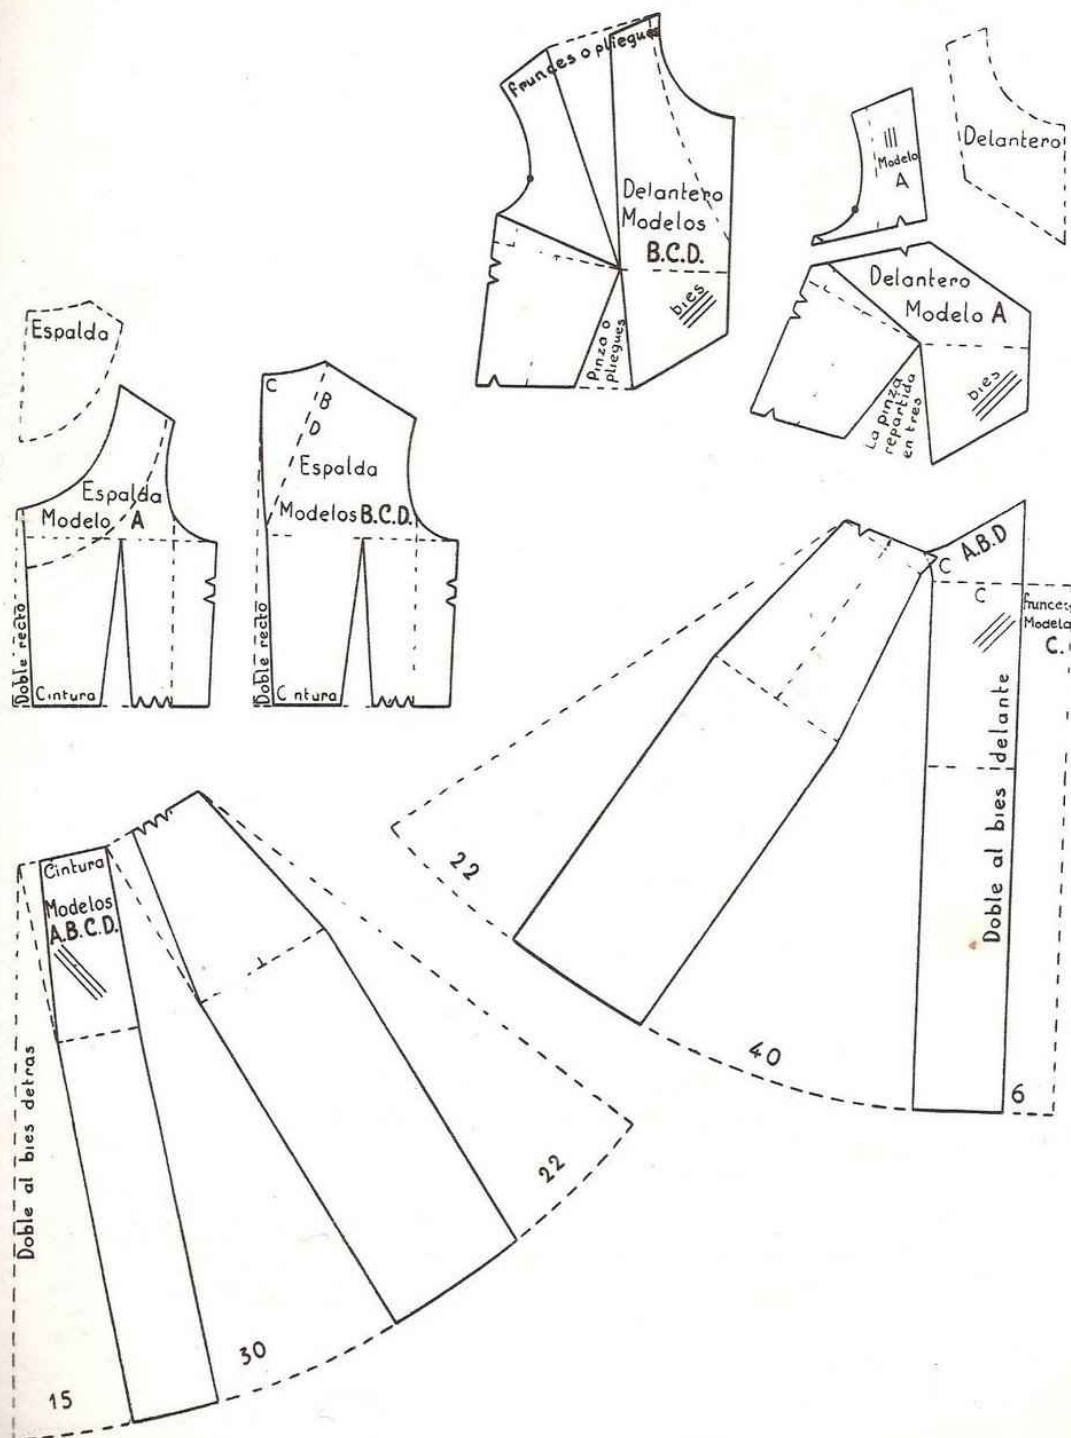 frunces o pliegues
Delantero
Modelos
B.C.D.
bies
Pinza o
pliegues
Modelo
A
Delantero
Delantero
Modelo A
bies
La pinza
repartida
en tres
Espalda
Espalda
Modelo A
Doble recto
Cintura
C
B
D
Espalda
Modelos B.C.D.
Doble recto
C ntura
A.B.D
C
C
frunces
Modelo
C.
Doble al bies delante
22
40
6
Cintura
Modelos
A.B.C.D.
Doble al bies detras
15
30
22